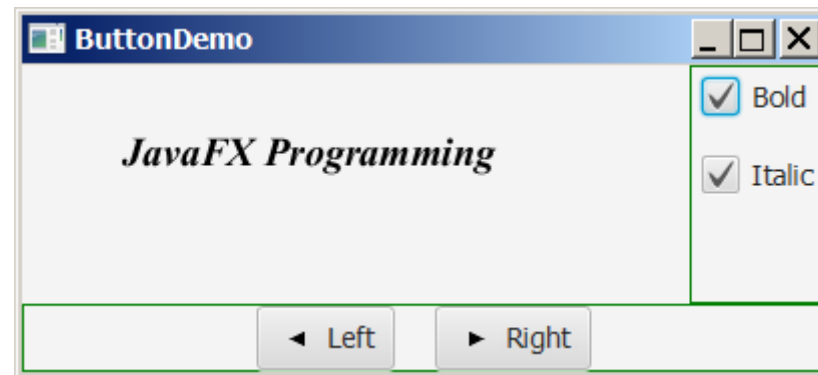 ButtonDemo
Bold
JavaFX Programming
Italic
Left Right